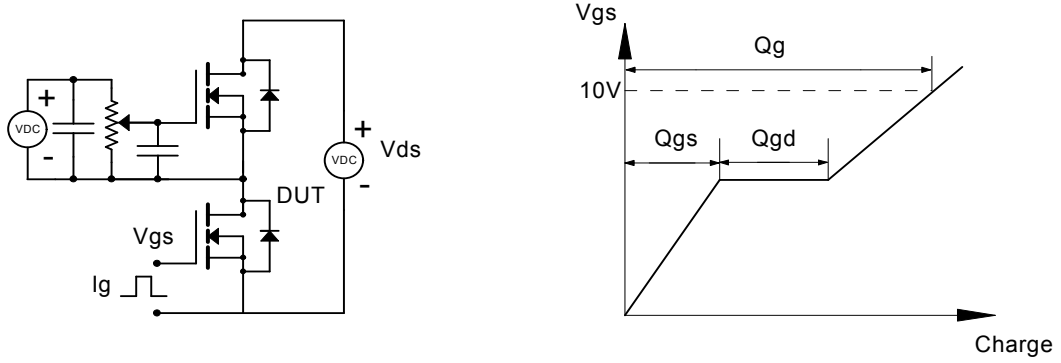 +
VDC
-
+
VDC
-
Vds
DUT
Vgs
Ig
Vgs
Qg
10V
Qgs
Qgd
Charge